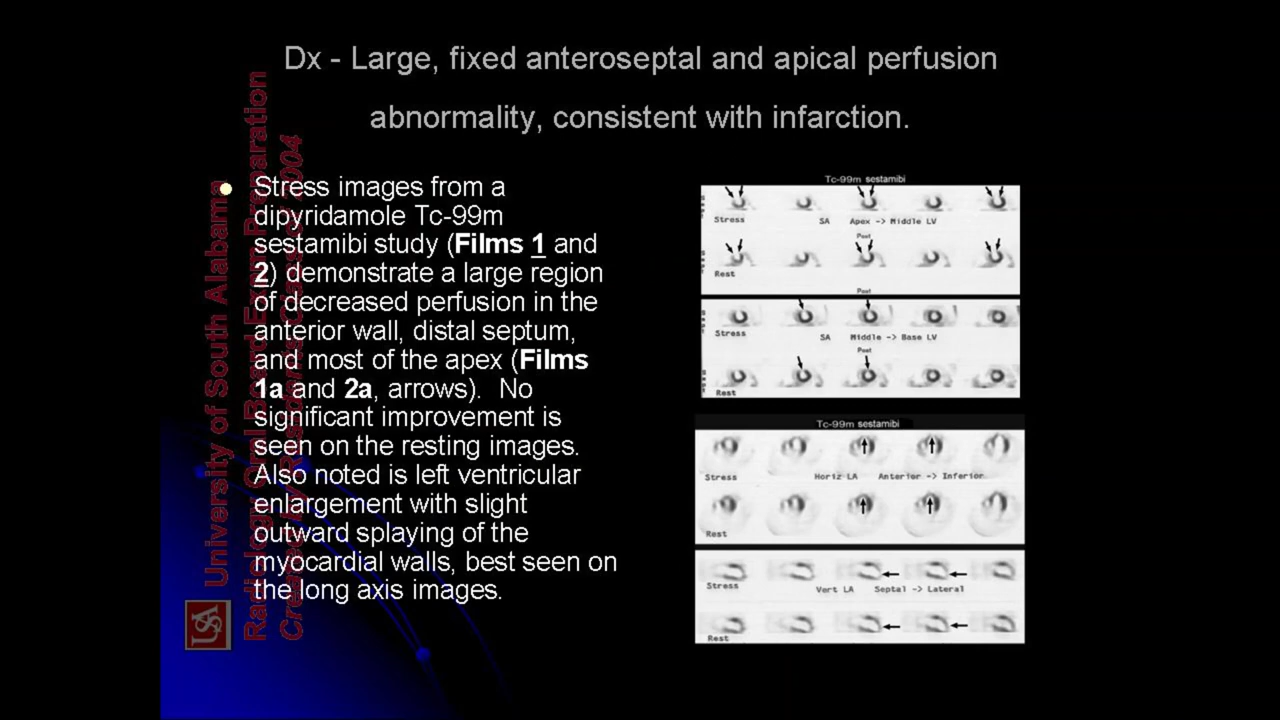 Dx - Large, fixed anteroseptal and apical perfusion
abnormality, consistent with infarction.
Stress images from a
dipyridamole Tc-99m
sestamibi study (Films 1 and
2) demonstrate a large region
of decreased perfusion in the
anterior wall, distal septum,
and most of the apex (Films
1a and 2a, arrows). No
significant improvement is
seen on the resting images.
Also noted is left ventricular
enlargement with slight
outward splaying of the
myocardial walls, best seen on
the long axis images.
University of South Alabama
Radiology Oral Board Exam Preparation
2004
USA
Tc-99m sestamibi
Stress SA Apex -> Middle LV
Post
Rest
Post
Stress SA Middle -> Base LV
Post
Rest
Tc-99m sestamibi
Stress Horiz LA Anterior -> Inferior
Rest
Stress Vert LA Septal -> Lateral
Rest